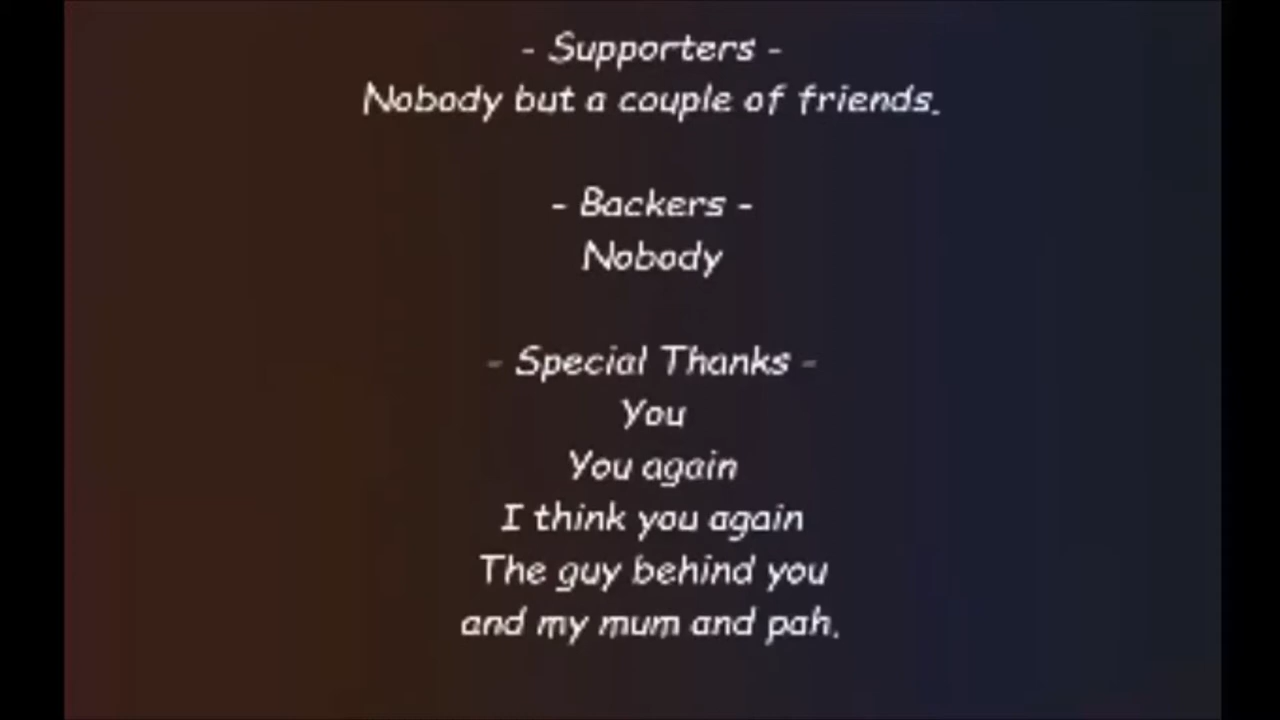 - Supporters -
Nobody but a couple of friends.
- Backers -
Nobody
- Special Thanks -
You
You again
I think you again
The guy behind you
and my mum and pah.